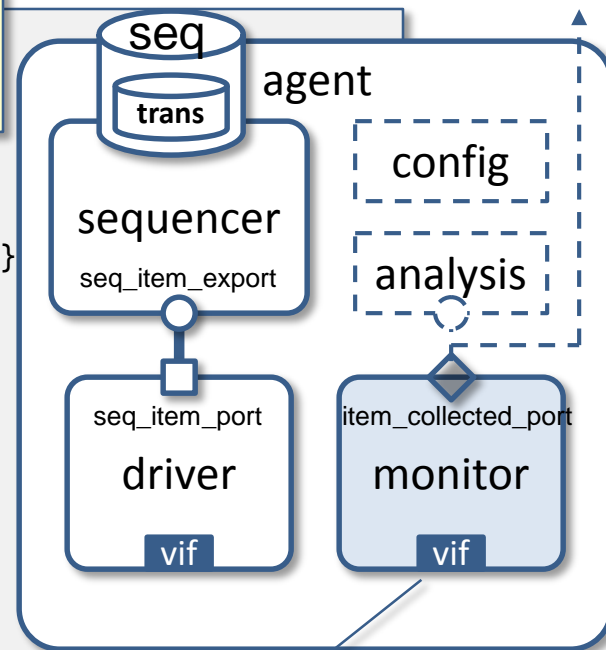 seq
agent
trans
config
sequencer
}
seq_item_export
analysis
seq_item_port
item_collected_port
driver
monitor
vif
vif